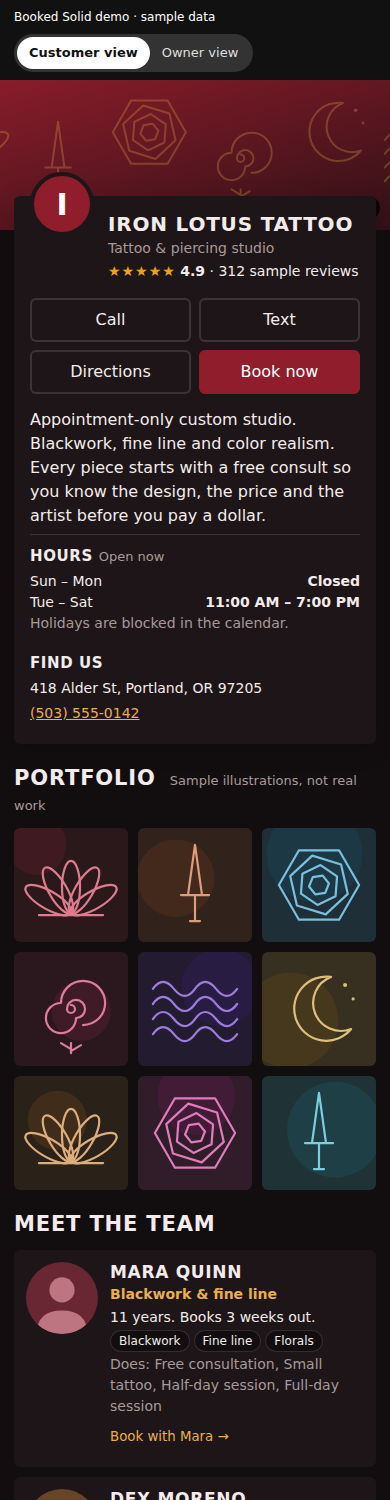 Booked Solid demo · sample data
Customer view Owner view
I
IRON LOTUS TATTOO
Tattoo & piercing studio
★★★★★ 4.9 · 312 sample reviews
Call Text
Directions Book now
Appointment-only custom studio.
Blackwork, fine line and color realism.
Every piece starts with a free consult so
you know the design, the price and the
artist before you pay a dollar.
HOURS Open now
Sun – Mon Closed
Tue – Sat 11:00 AM – 7:00 PM
Holidays are blocked in the calendar.
FIND US
418 Alder St, Portland, OR 97205
(503) 555-0142
PORTFOLIO Sample illustrations, not real
work
MEET THE TEAM
MARA QUINN
Blackwork & fine line
11 years. Books 3 weeks out.
Blackwork Fine line Florals
Does: Free consultation, Small
tattoo, Half-day session, Full-day
session
Book with Mara →
DEX MORENO